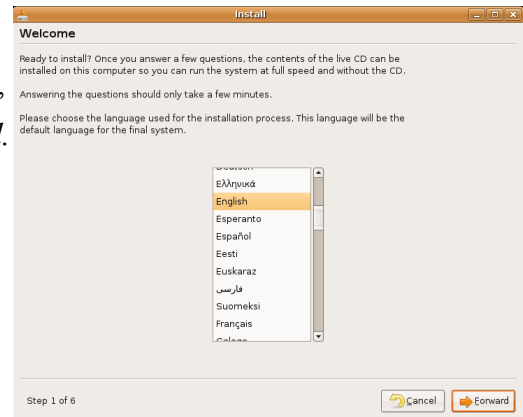 Install
Welcome
Ready to install? Once you answer a few questions, the contents of the live CD can be
installed on this computer so you can run the system at full speed and without the CD.
Answering the questions should only take a few minutes.
Please choose the language used for the installation process. This language will be the
default language for the final system.
Deutsch
Ελληνικά
English
Esperanto
Español
Eesti
Euskaraz
فارسی
Suomeksi
Français
Galego
Step 1 of 6
Cancel
Forward